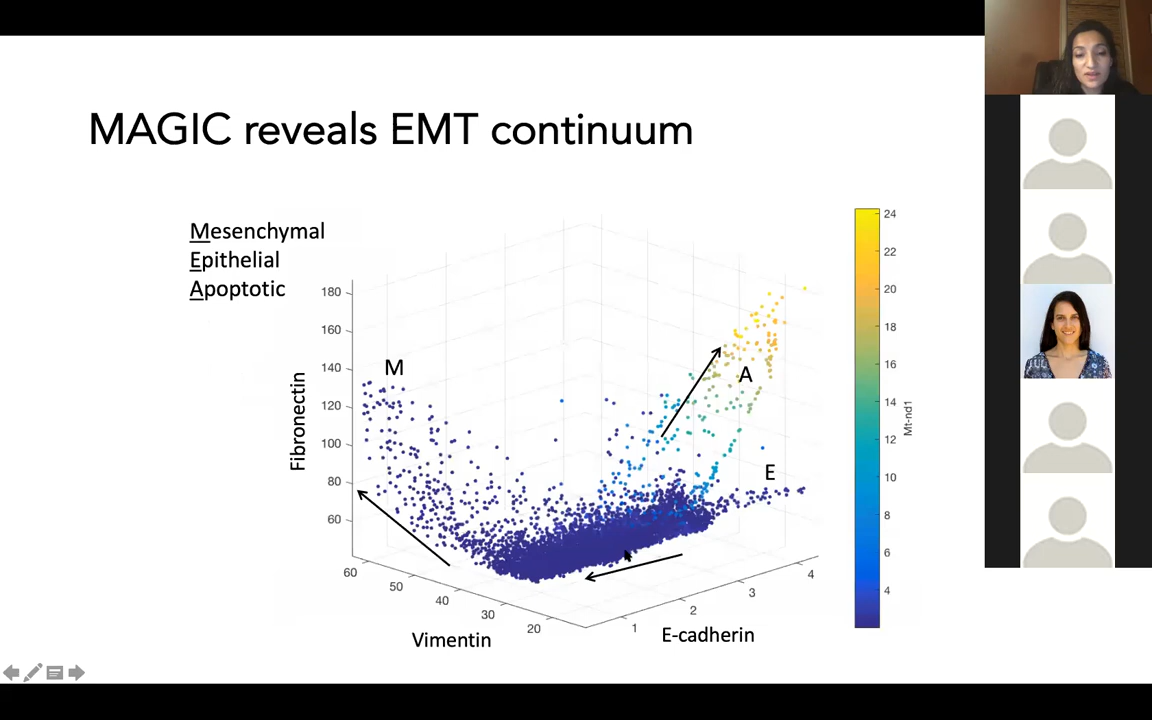 MAGIC reveals EMT continuum
Mesenchymal
Epithelial
Apoptotic
180
160
140
120
100
80
60
Fibronectin
M
A
E
60
50
40
30
20
Vimentin
1
2
3
4
E-cadherin
24
22
20
18
16
14
12
10
8
6
4
Mt-nd1